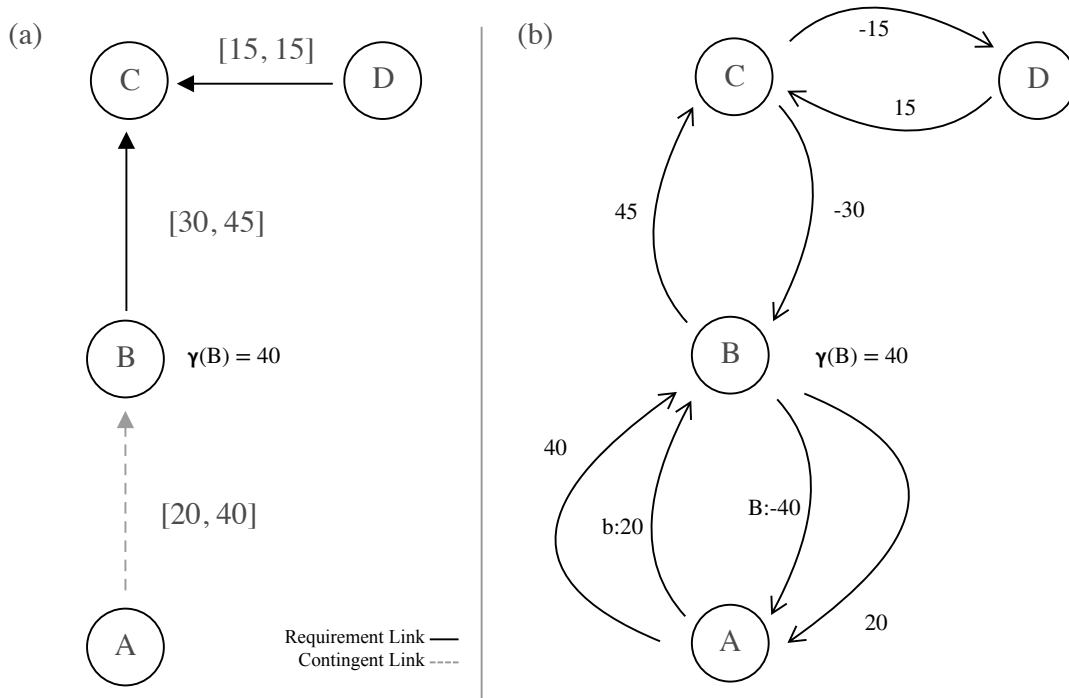 (a)
C
[15, 15]
D
[30, 45]
B
γ(B) = 40
[20, 40]
A
Requirement Link
Contingent Link
(b)
-15
C
D
15
45
-30
B
γ(B) = 40
40
b:20
B:-40
20
A